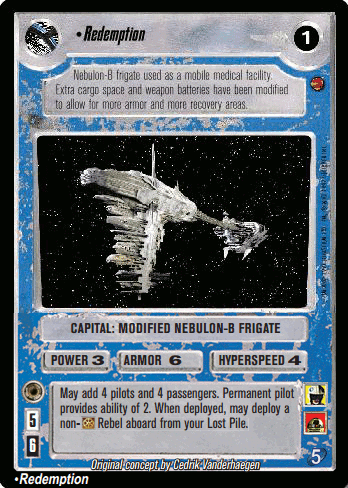 •Redemption
1
Nebulon-B frigate used as a mobile medical facility.
Extra cargo space and weapon batteries have been modified
to allow for more armor and more recovery areas.
CAPITAL: MODIFIED NEBULON-B FRIGATE
POWER 3 ARMOR 6 HYPERSPEED 4
May add 4 pilots and 4 passengers. Permanent pilot
provides ability of 2. When deployed, may deploy a
non- Rebel aboard from your Lost Pile.
5
6
5
Original concept by Cedrik Vanderhaegen
•Redemption